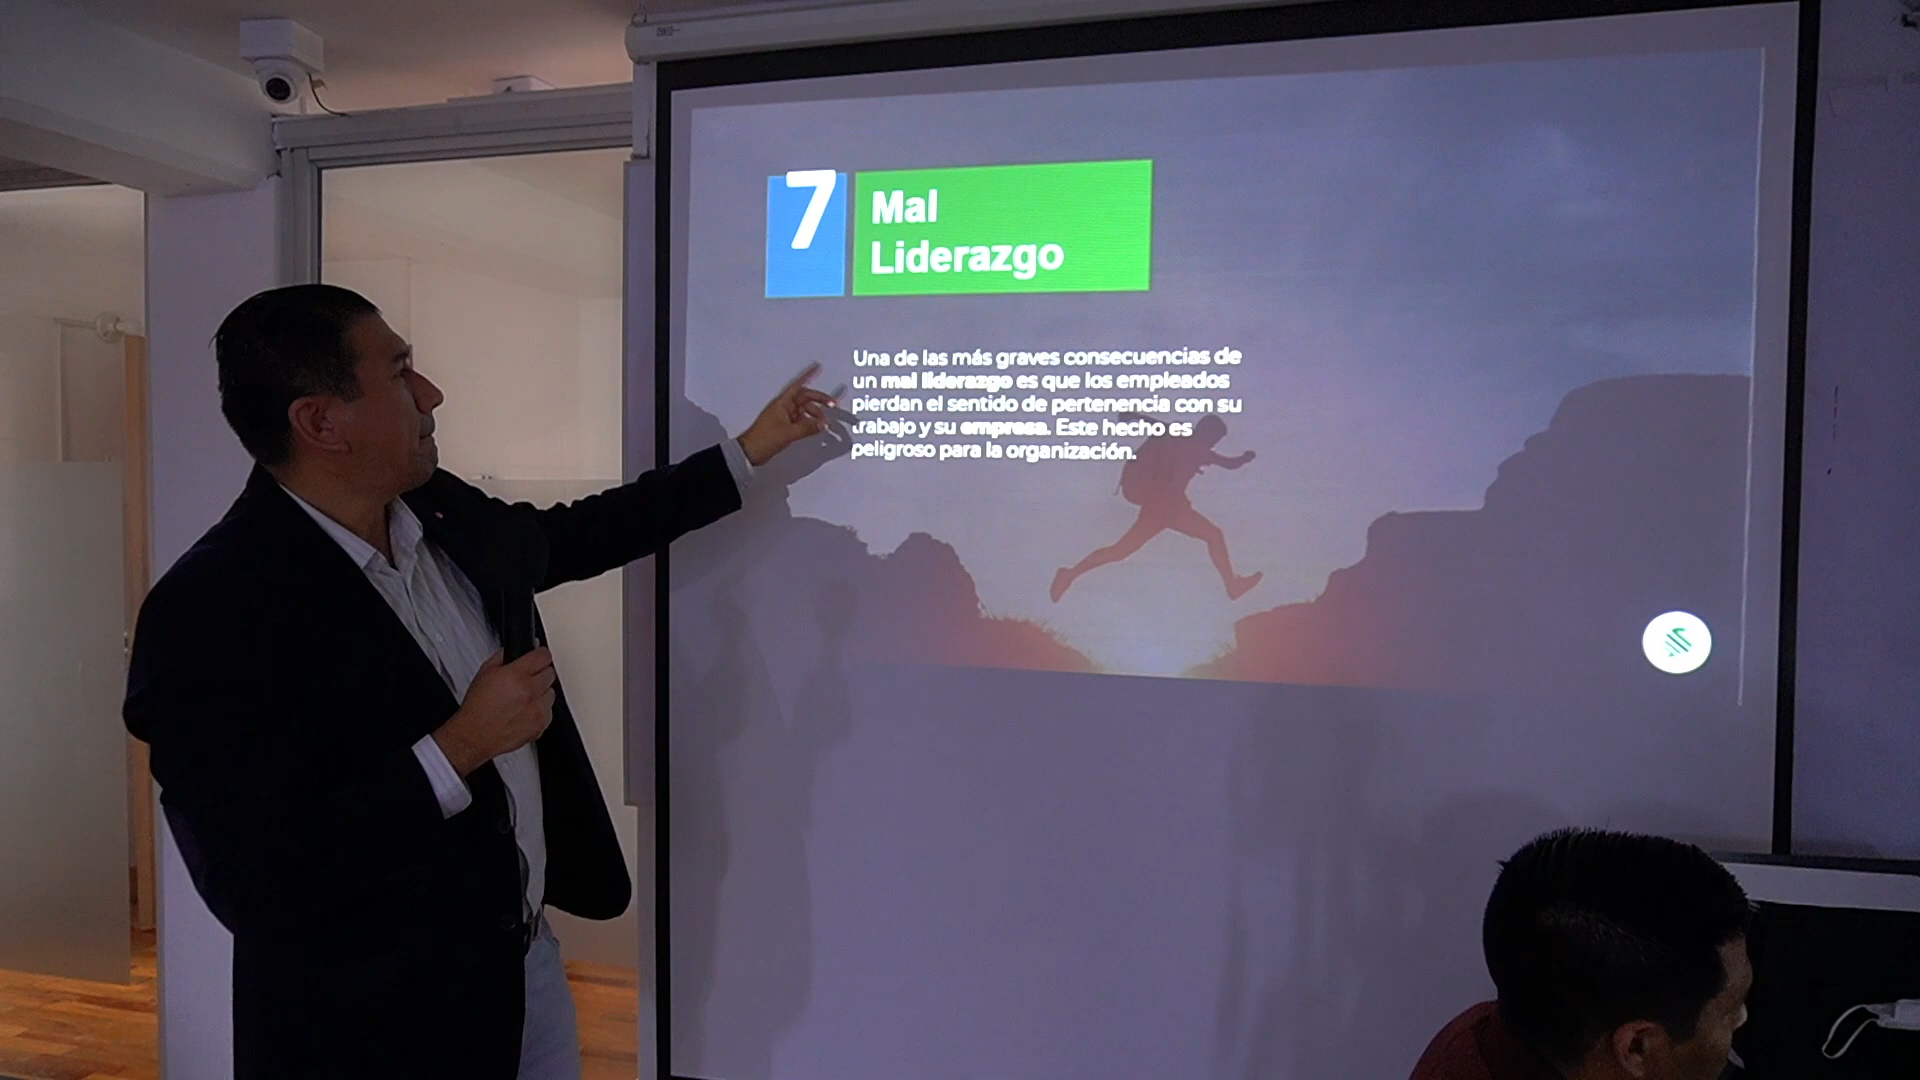 7
Mal
Liderazgo
Una de las más graves consecuencias de
un mal liderazgo es que los empleados
pierdan el sentido de pertenencia con su
trabajo y su empresa. Este hecho es
peligroso para la organización.